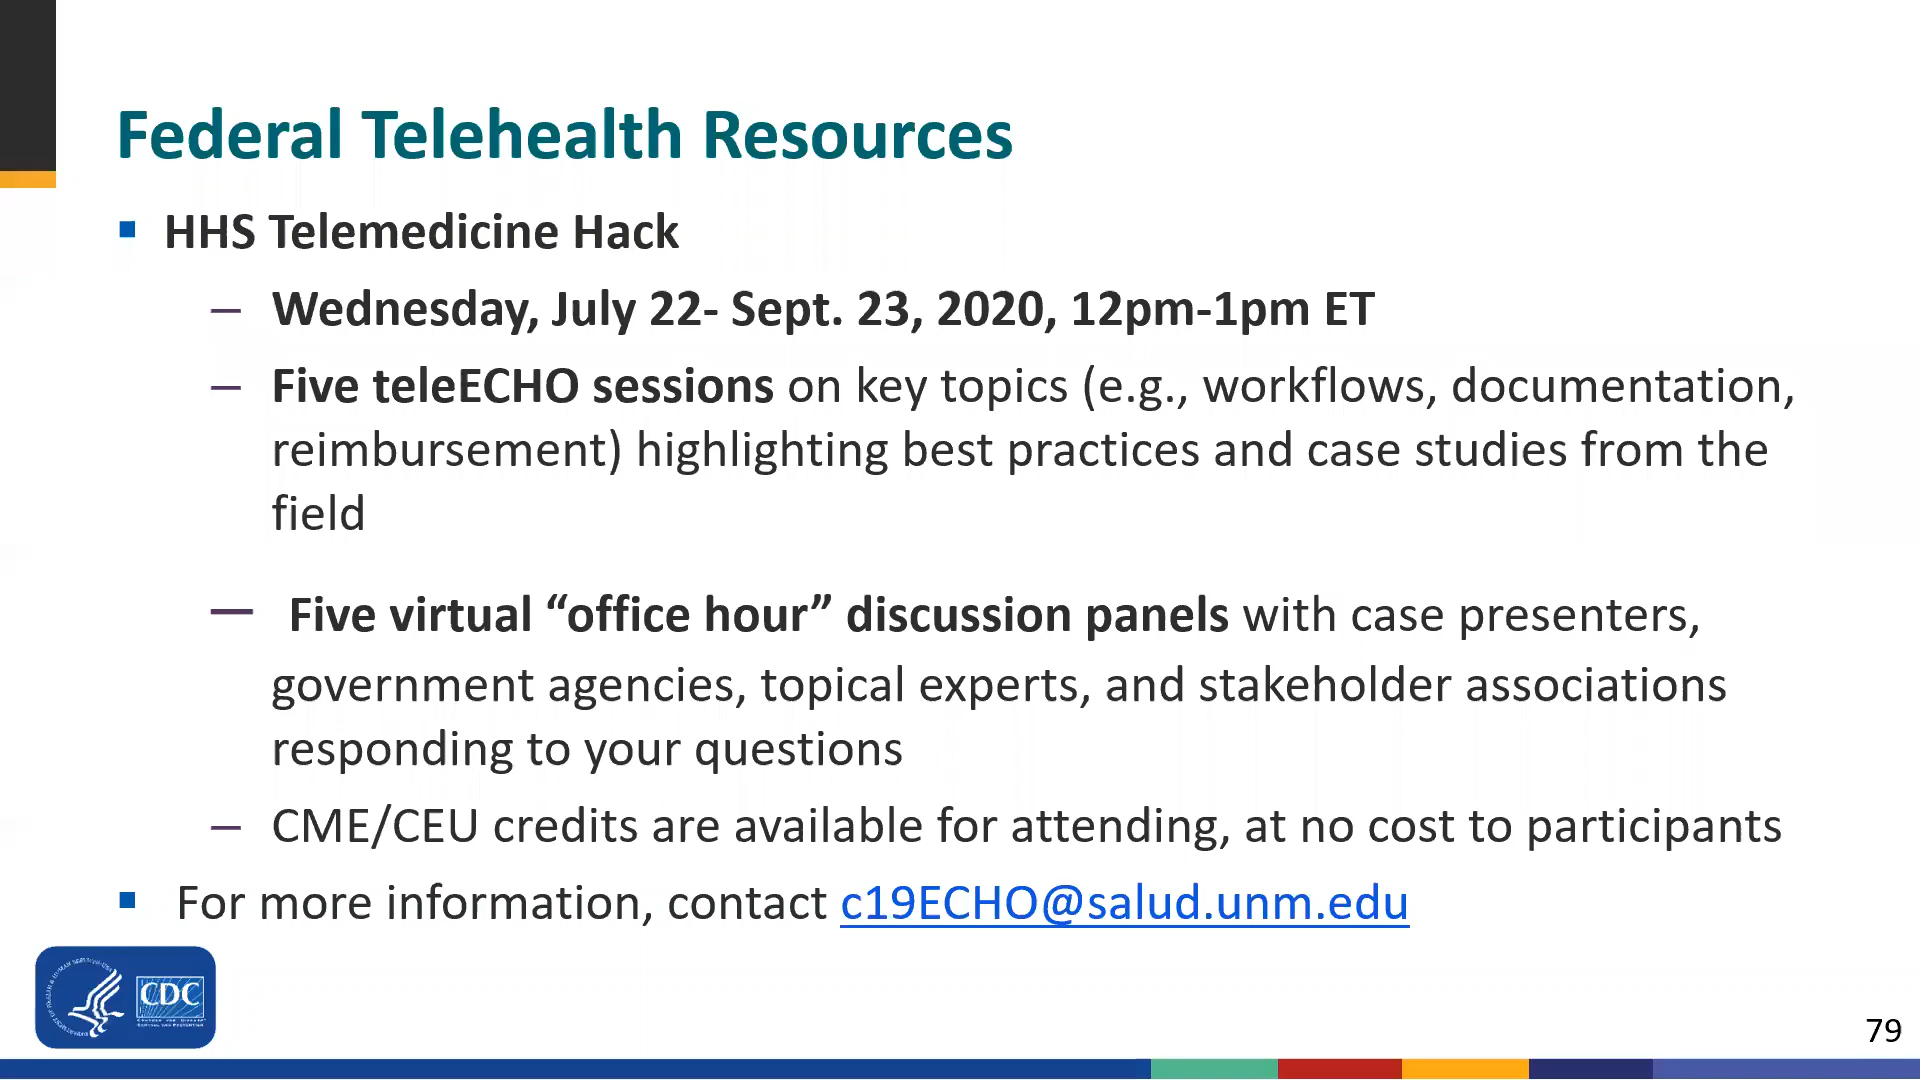 Federal Telehealth Resources
▪ HHS Telemedicine Hack
– Wednesday, July 22- Sept. 23, 2020, 12pm-1pm ET
– Five teleECHO sessions on key topics (e.g., workflows, documentation,
reimbursement) highlighting best practices and case studies from the
field
– Five virtual “office hour” discussion panels with case presenters,
government agencies, topical experts, and stakeholder associations
responding to your questions
– CME/CEU credits are available for attending, at no cost to participants
▪ For more information, contact c19ECHO@salud.unm.edu
CDC
79